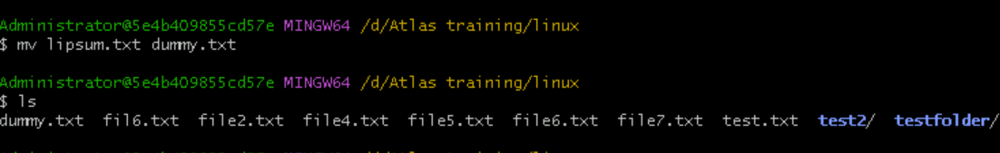 Administrator@5e4b409855cd57e MINGW64 /d/Atlas training/linux
$ mv lipsum.txt dummy.txt
Administrator@5e4b409855cd57e MINGW64 /d/Atlas training/linux
$ ls
dummy.txt  fil6.txt  file2.txt  file4.txt  file5.txt  file6.txt  file7.txt  test.txt  test2/  testfolder/